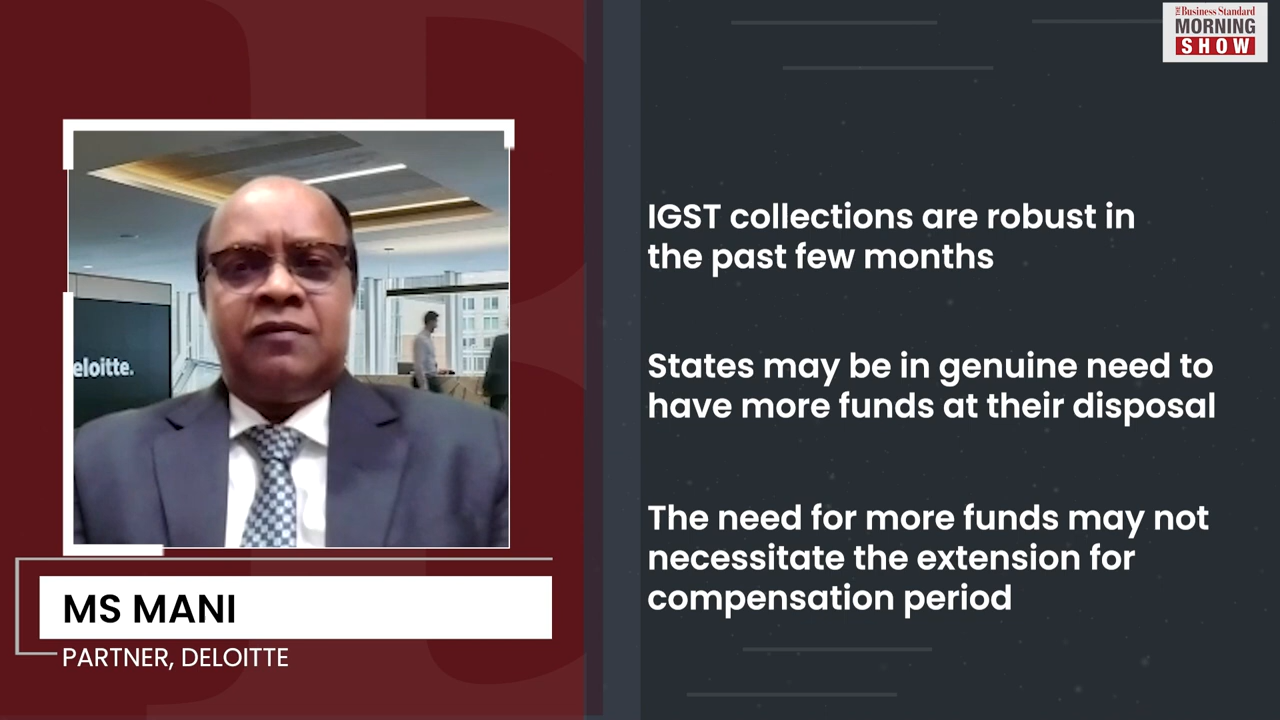 THE Business Standard
MORNING
SHOW
IGST collections are robust in
the past few months
States may be in genuine need to
have more funds at their disposal
The need for more funds may not
necessitate the extension for
compensation period
eloitte.
MS MANI
PARTNER, DELOITTE